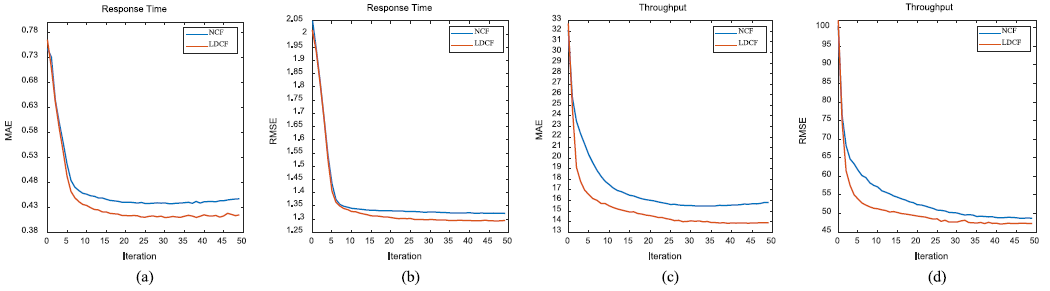 Response Time
NCF
LDCF
MAE
0.78
0.73
0.68
0.63
0.58
0.53
0.48
0.43
0.38
0 5 10 15 20 25 30 35 40 45 50
Iteration
(a)
Response Time
NCF
LDCF
RMSE
2.05
2
1.95
1.9
1.85
1.8
1.75
1.7
1.65
1.6
1.55
1.5
1.45
1.4
1.35
1.3
1.25
0 5 10 15 20 25 30 35 40 45 50
Iteration
(b)
Throughput
NCF
LDCF
MAE
33
32
31
30
29
28
27
26
25
24
23
22
21
20
19
18
17
16
15
14
13
0 5 10 15 20 25 30 35 40 45 50
Iteration
(c)
Throughput
NCF
LDCF
RMSE
100
95
90
85
80
75
70
65
60
55
50
45
0 5 10 15 20 25 30 35 40 45 50
Iteration
(d)